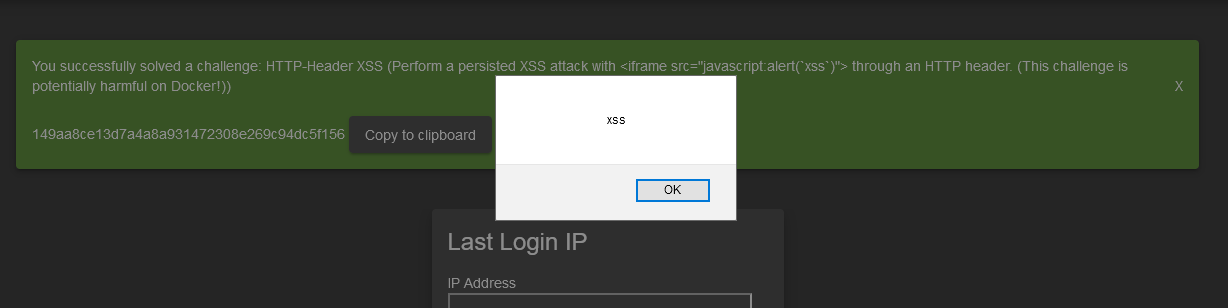 You successfully solved a challenge: HTTP-Header XSS (Perform a persisted XSS attack with <iframe src="javascript:alert(`xss`)"> through an HTTP header. (This challenge is
potentially harmful on Docker!))
X
149aa8ce13d7a4a8a931472308e269c94dc5f156
Copy to clipboard
xss
OK
Last Login IP
IP Address